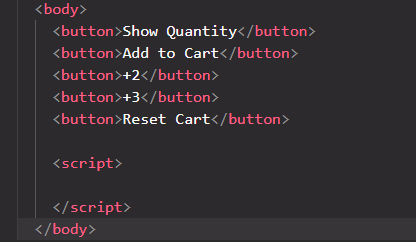 <body>
<button>Show Quantity</button>
<button>Add to Cart</button>
<button>+2</button>
<button>+3</button>
<button>Reset Cart</button>
<script>
</script>
</body>